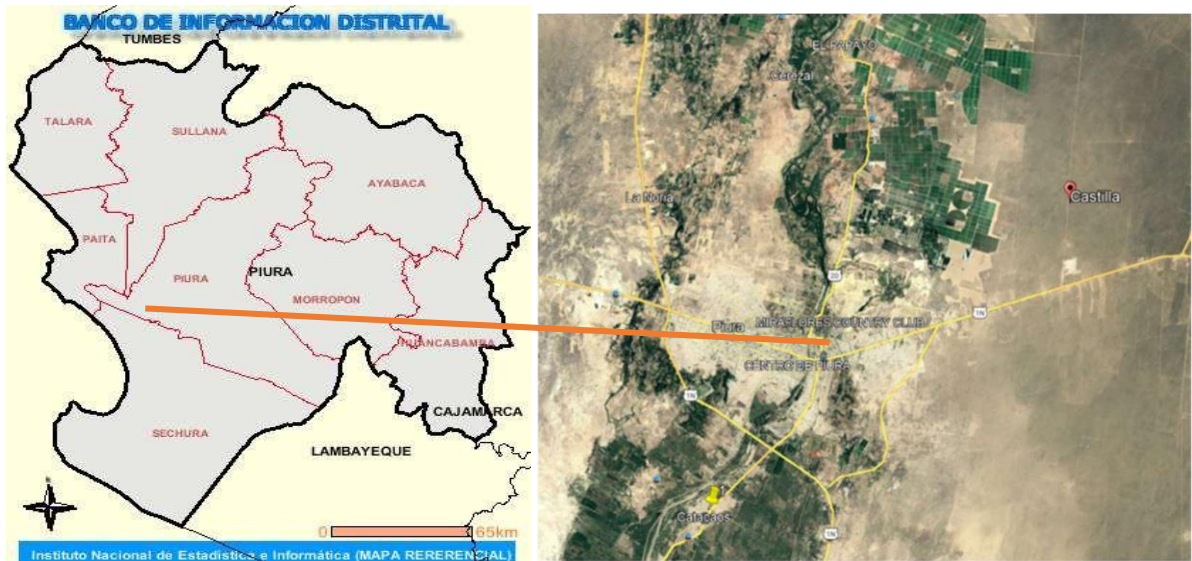 BANCO DE INFORMACION DISTRITAL
TUMBES
TALARA
SULLANA
AYABACA
PAITA
PIURA
PIURA
MORROPON
HUANCABAMBA
CAJAMARCA
SECHURA
LAMBAYEQUE
0 65km
Instituto Nacional de Estadística e Informática (MAPA RERERENCIAL)
EL PAPAYO
Cerezal
La Noria
Castilla
20
1N
Piura
MIRAFLORES COUNTRY CLUB
CENTRO DE PIURA
1N
Catacaos
1N